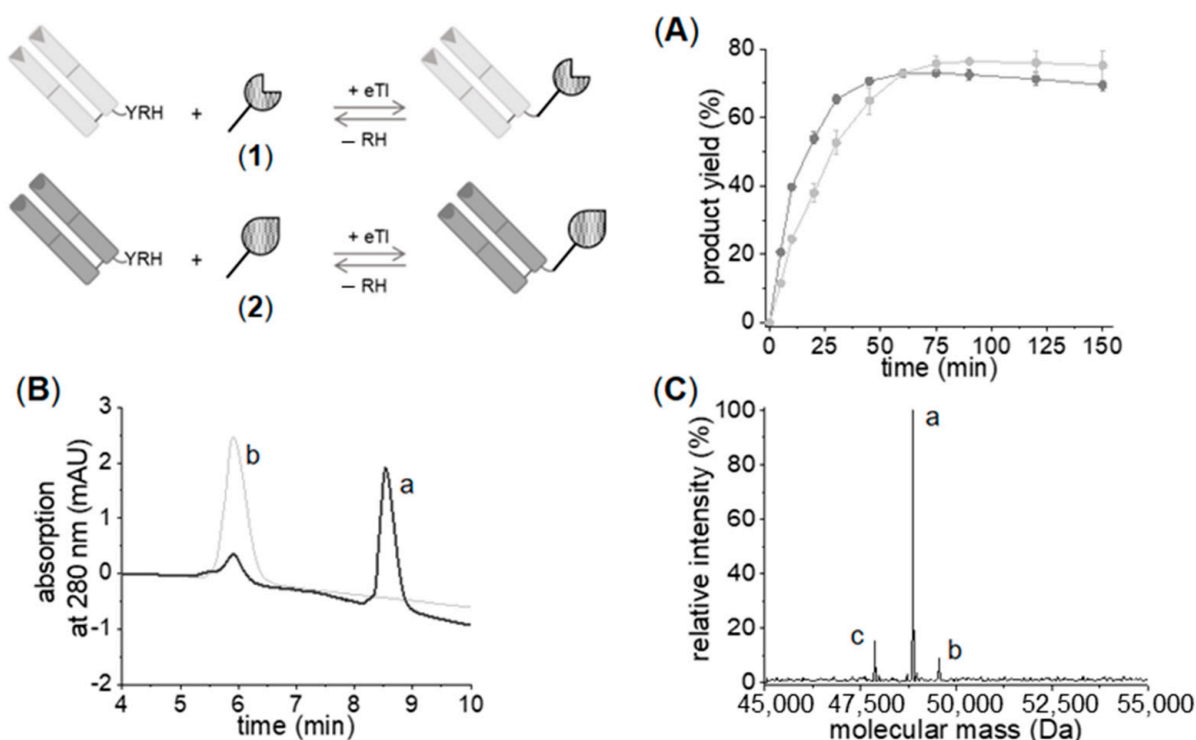 YRH + (1) + eTl – RH
YRH + (2) + eTl – RH
(A)
product yield (%)
80
60
40
20
0
0 25 50 75 100 125 150
time (min)
(B)
absorption
at 280 nm (mAU)
3
2
1
0
-1
-2
b
a
4 5 6 7 8 9 10
time (min)
(C)
relative intensity (%)
100
80
60
40
20
0
a
c
b
45,000 47,500 50,000 52,500 55,000
molecular mass (Da)